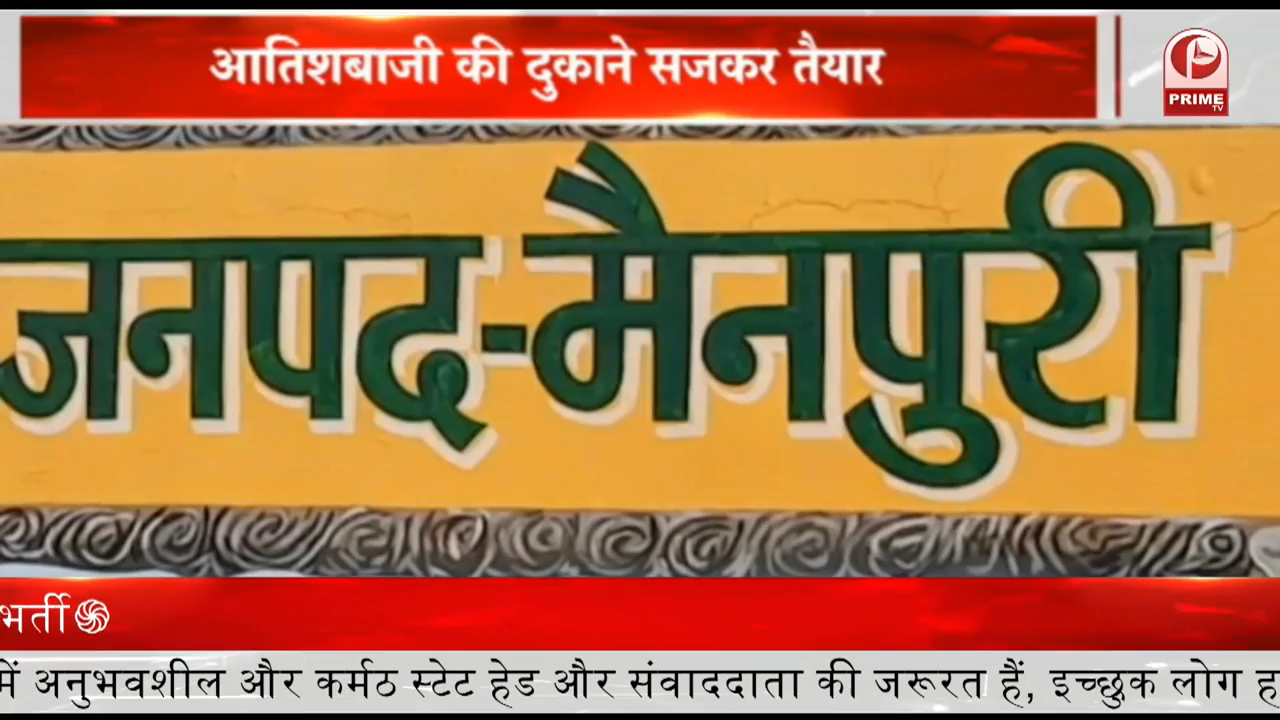 आतिशबाजी की दुकाने सजकर तैयार
PRIME
TV
जनपद-मैनपुरी
भर्ती
में अनुभवशील और कर्मठ स्टेट हेड और संवाददाता की जरूरत हैं, इच्छुक लोग ह